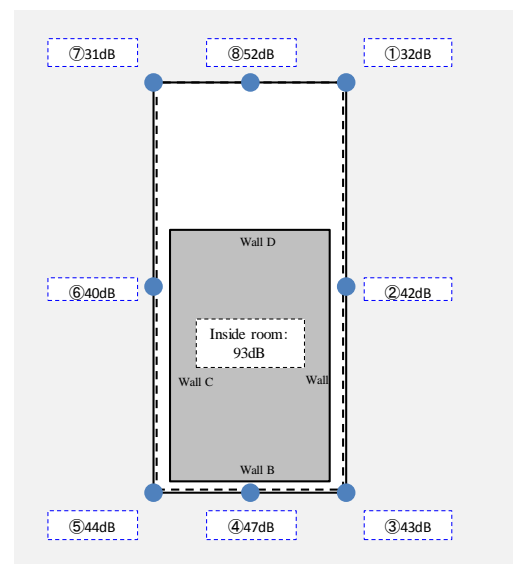 ⑦31dB
⑧52dB
①32dB
Wall D
⑥40dB
②42dB
Inside room:
93dB
Wall C
Wall
Wall B
⑤44dB
④47dB
③43dB